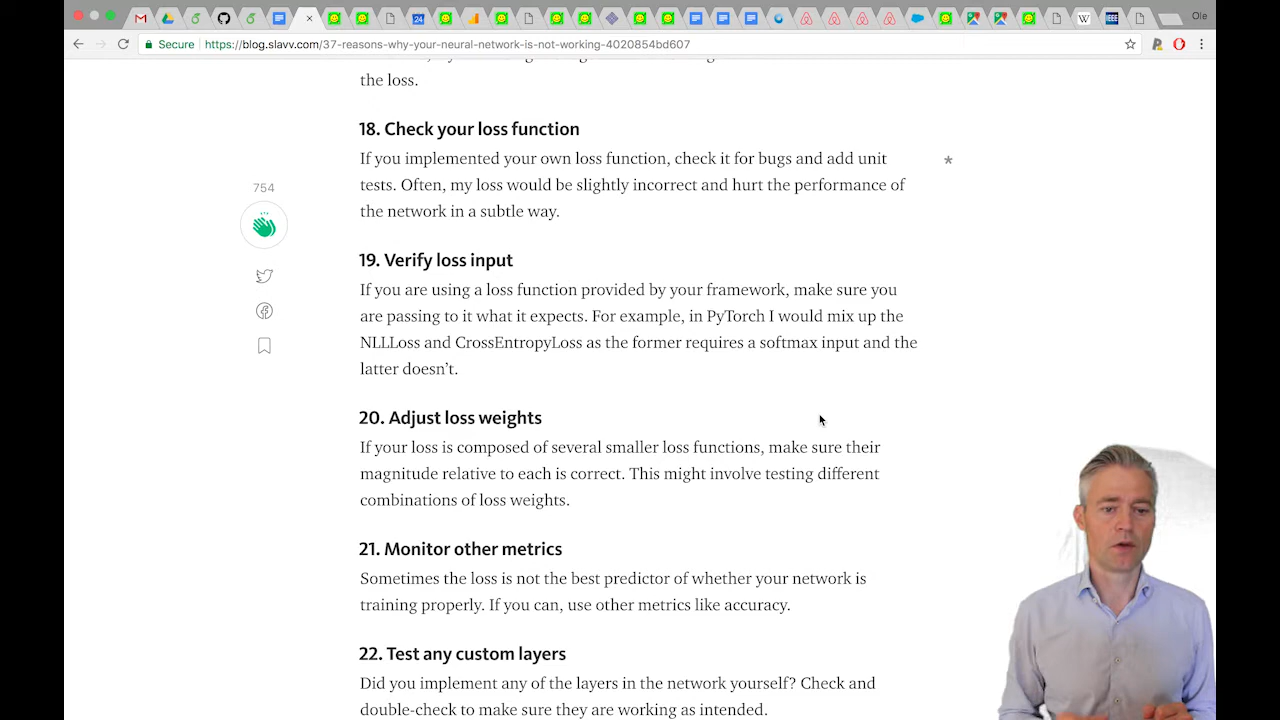 Ole
Secure
https://blog.slavv.com/37-reasons-why-your-neural-network-is-not-working-4020854bd607
the loss.
18. Check your loss function
If you implemented your own loss function, check it for bugs and add unit
*
tests. Often, my loss would be slightly incorrect and hurt the performance of
the network in a subtle way.
754
19. Verify loss input
If you are using a loss function provided by your framework, make sure you
are passing to it what it expects. For example, in PyTorch I would mix up the
NLLLoss and CrossEntropyLoss as the former requires a softmax input and the
latter doesn’t.
20. Adjust loss weights
If your loss is composed of several smaller loss functions, make sure their
magnitude relative to each is correct. This might involve testing different
combinations of loss weights.
21. Monitor other metrics
Sometimes the loss is not the best predictor of whether your network is
training properly. If you can, use other metrics like accuracy.
22. Test any custom layers
Did you implement any of the layers in the network yourself? Check and
double-check to make sure they are working as intended.